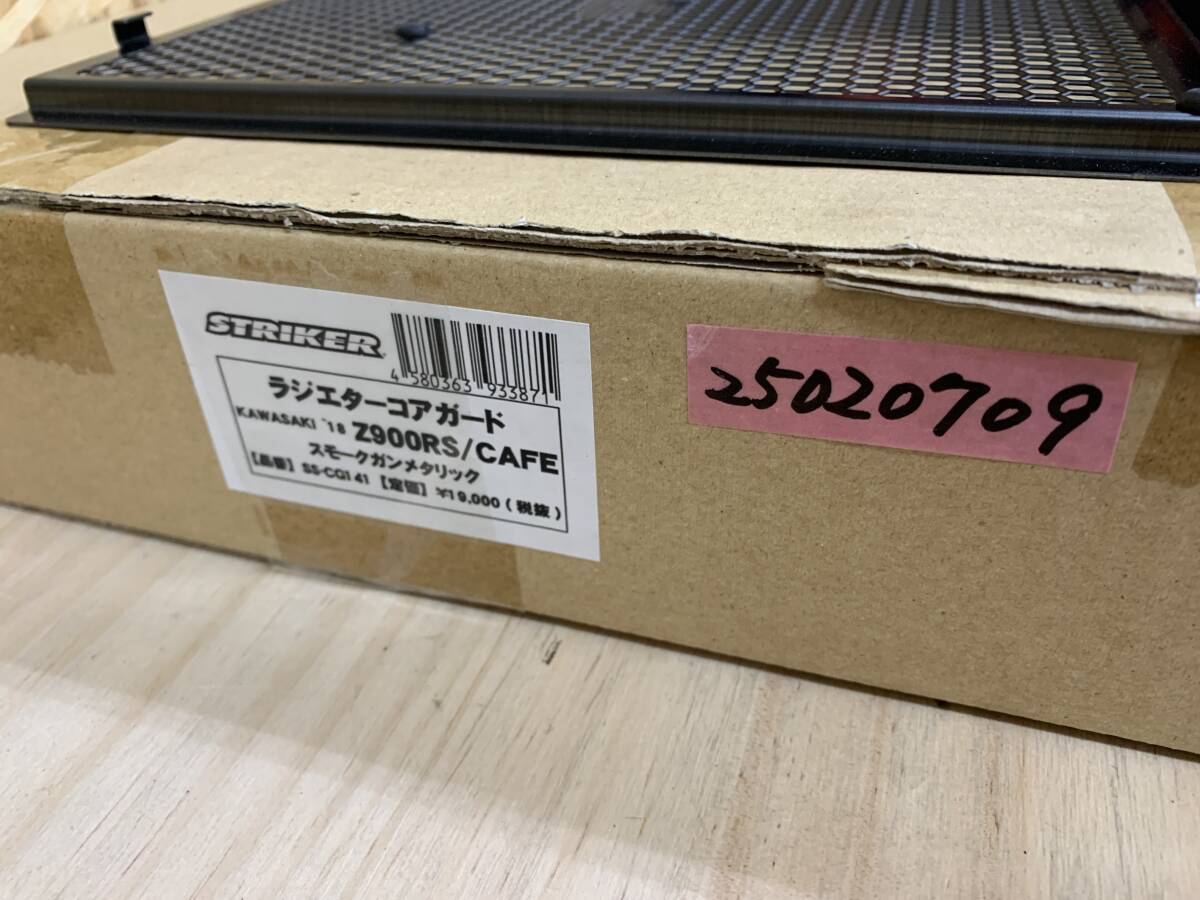 STRIKER
4 580363 933871
ラジエターコアガード
KAWASAKI '18 Z900RS/CAFE
スモークガンメタリック
【品番】SS-CG141【定価】¥19,000(税抜)
25020709